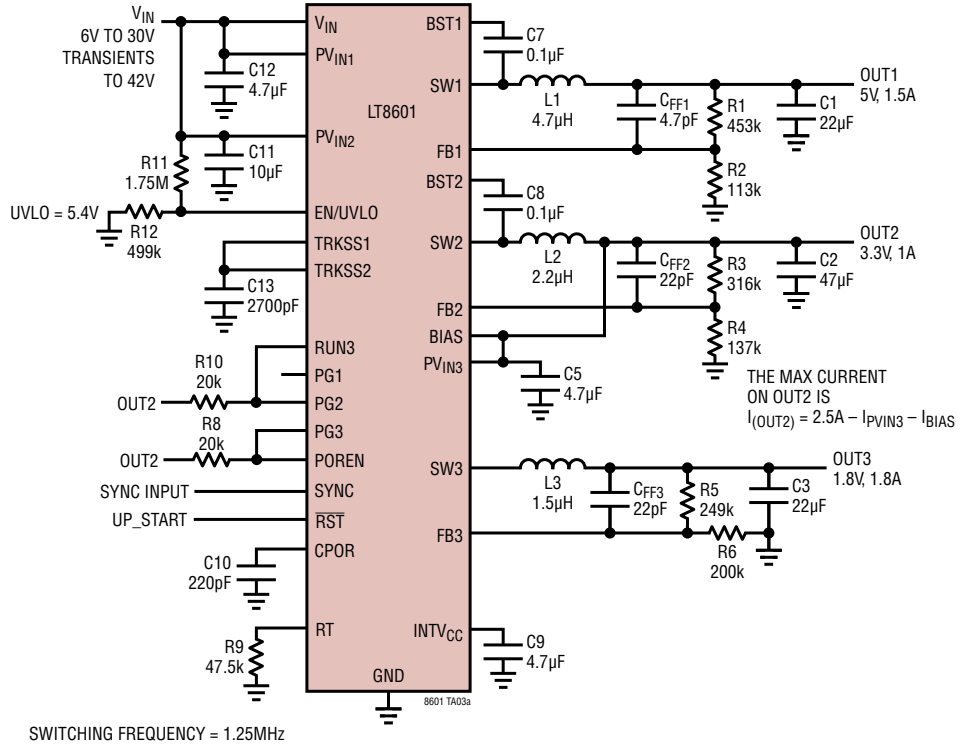 VIN
6V TO 30V
TRANSIENTS
TO 42V
C12
4.7µF
C11
10µF
R11
1.75M
UVLO = 5.4V
R12
499k
C13
2700pF
R10
20k
OUT2
R8
20k
OUT2
SYNC INPUT
UP_START
C10
220pF
R9
47.5k
VIN
PVIN1
PVIN2
EN/UVLO
TRKSS1
TRKSS2
RUN3
PG1
PG2
PG3
POREN
SYNC
RST
CPOR
RT
GND
LT8601
BST1
SW1
FB1
BST2
SW2
FB2
BIAS
PVIN3
SW3
FB3
INTVCC
C7
0.1µF
L1
4.7µH
CFF1
4.7pF
R1
453k
C1
22µF
OUT1
5V, 1.5A
R2
113k
C8
0.1µF
L2
2.2µH
CFF2
22pF
R3
316k
C2
47µF
OUT2
3.3V, 1A
R4
137k
C5
4.7µF
THE MAX CURRENT
ON OUT2 IS
I(OUT2) = 2.5A – IPVIN3 – IBIAS
L3
1.5µH
CFF3
22pF
R5
249k
C3
22µF
OUT3
1.8V, 1.8A
R6
200k
C9
4.7µF
8601 TA03a
SWITCHING FREQUENCY = 1.25MHz